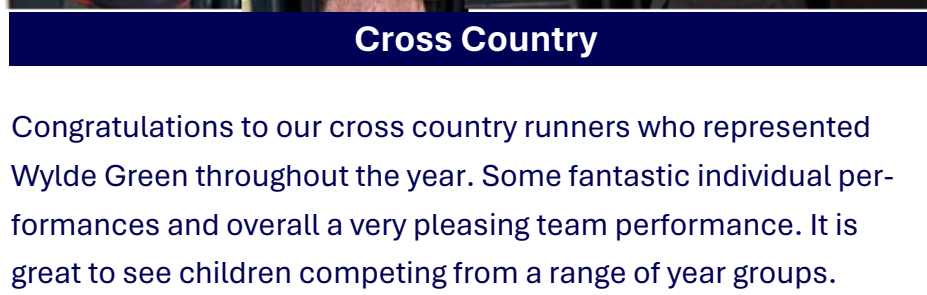 Cross Country
Congratulations to our cross country runners who represented
Wylde Green throughout the year. Some fantastic individual per-
formances and overall a very pleasing team performance. It is
great to see children competing from a range of year groups.